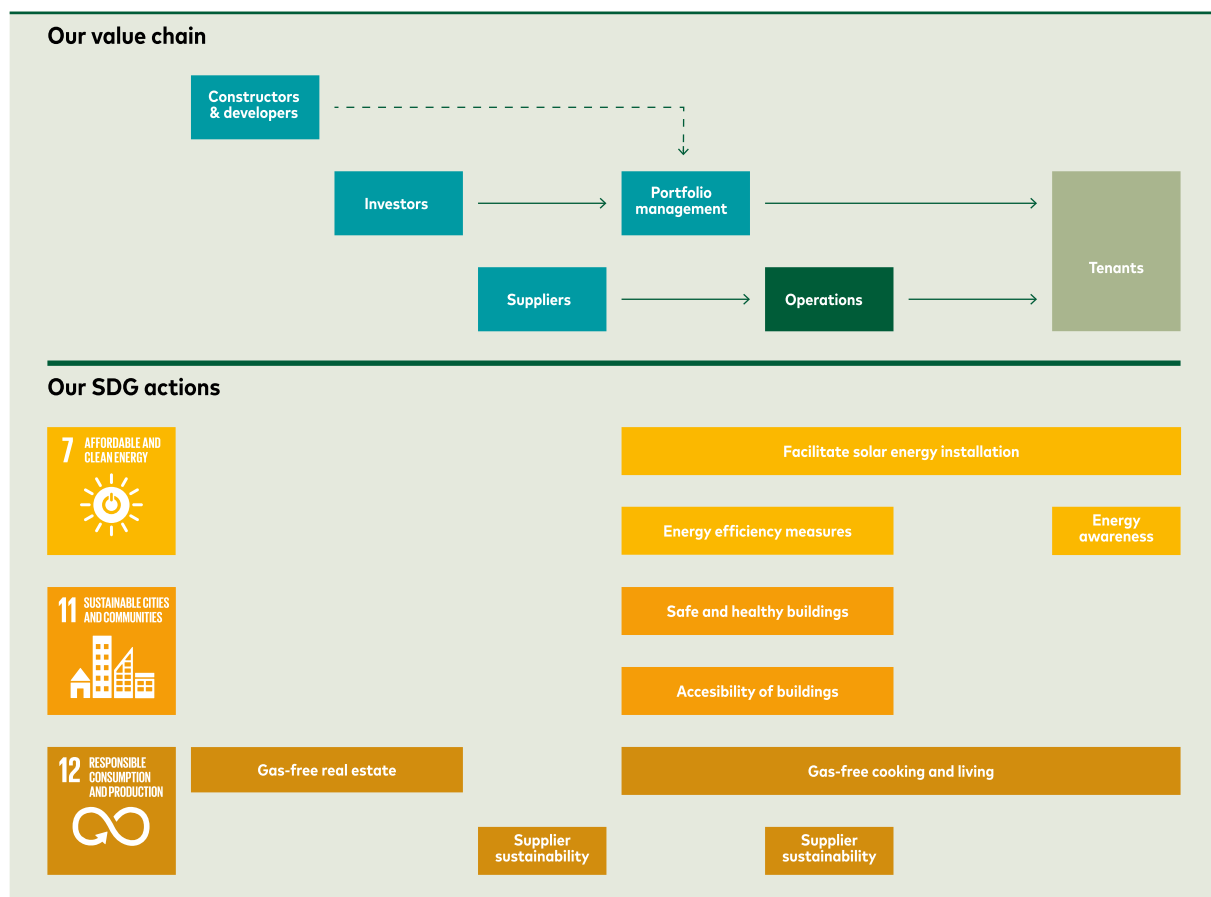 Our value chain
Constructors
& developers
Investors
Portfolio
management
Tenants
Suppliers
Operations
Our SDG actions
7 AFFORDABLE AND
CLEAN ENERGY
Facilitate solar energy installation
Energy efficiency measures
Energy
awareness
11 SUSTAINABLE CITIES
AND COMMUNITIES
Safe and healthy buildings
Accesibility of buildings
12 RESPONSIBLE
CONSUMPTION
AND PRODUCTION
Gas-free real estate
Gas-free cooking and living
Supplier
sustainability
Supplier
sustainability